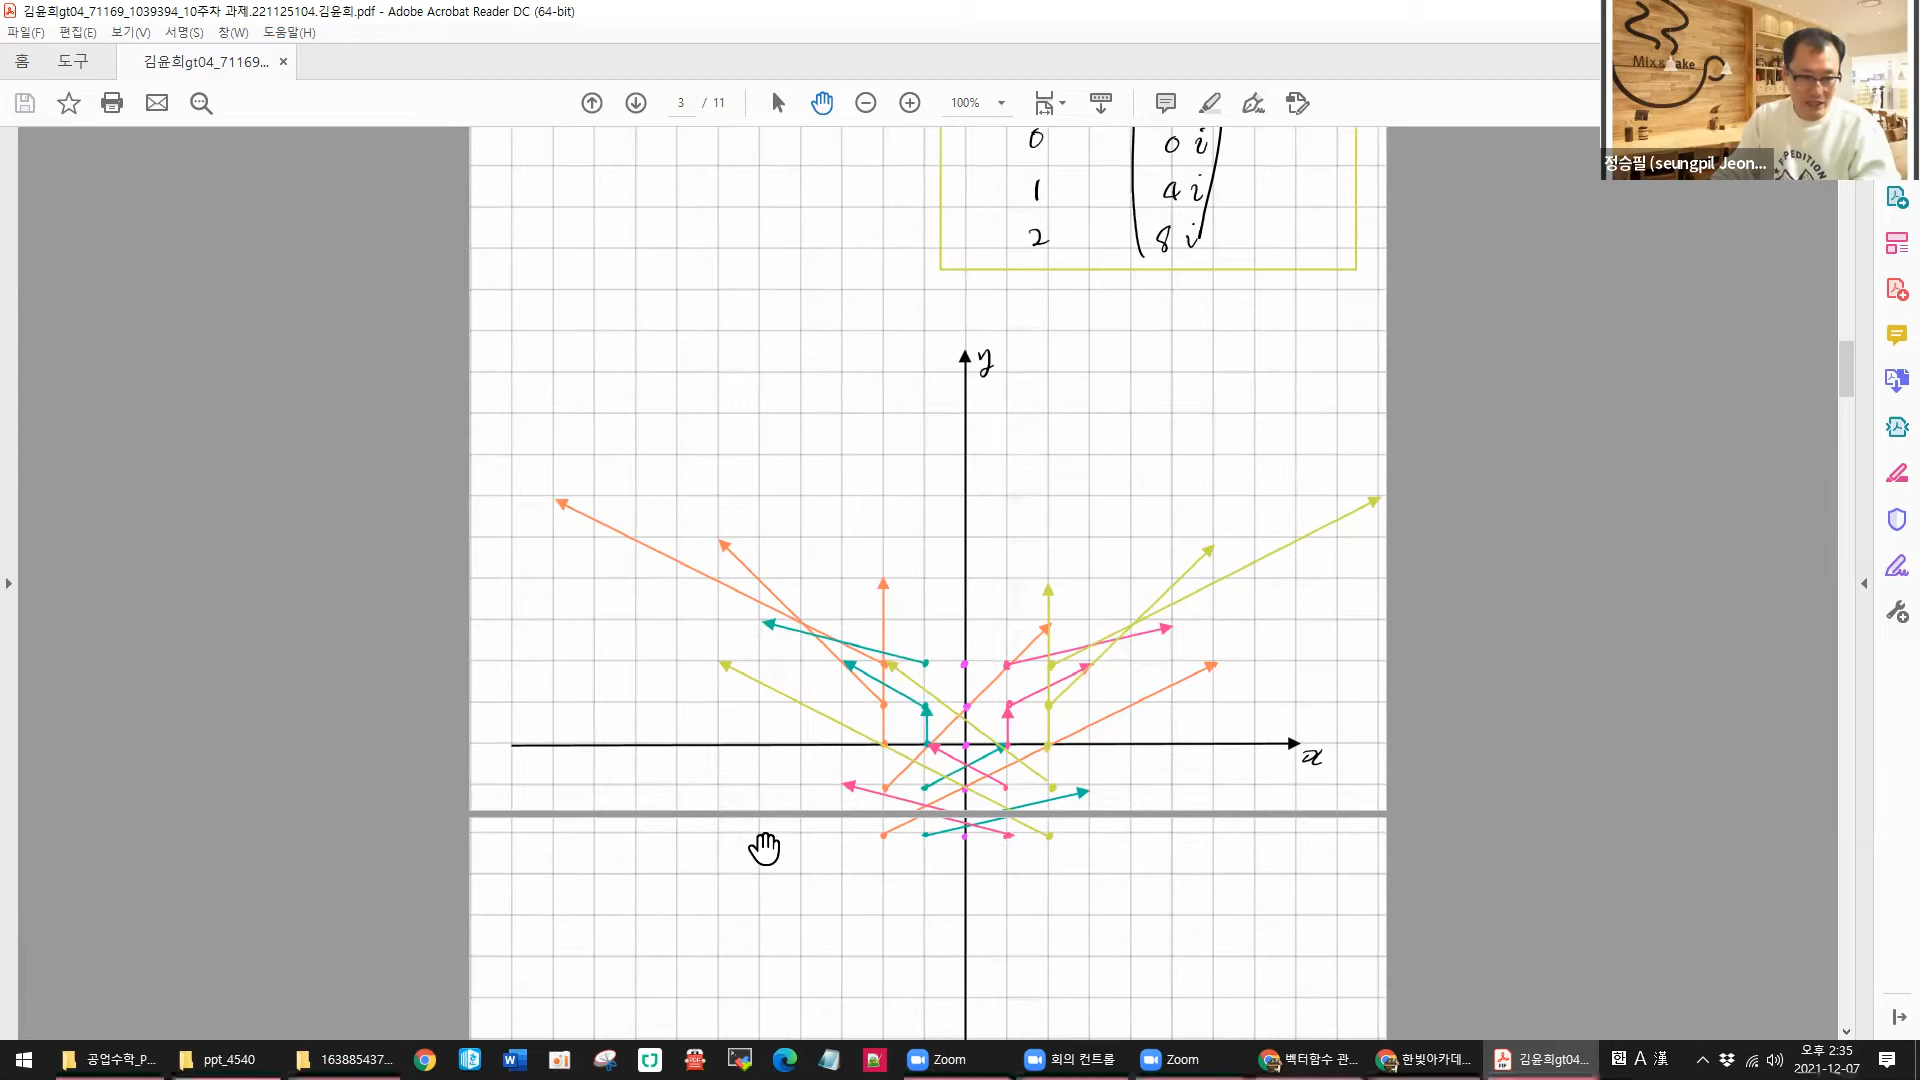 김윤희gt04_71169_1039394_10주차 과제.221125104.김윤희.pdf - Adobe Acrobat Reader DC (64-bit)
파일(F) 편집(E) 보기(V) 서명(S) 창(W) 도움말(H)
홈 도구 김윤희gt04_71169... ×
3 / 11 100%
Mix&
정승필 (seungpil Jeon...
EXPEDITION
0 0 i
1 4 i
2 8 i
y
x
공업수학_P... ppt_4540 163885437... Zoom 회의 컨트롤 Zoom 벡터함수 관... 한빛아카데... 김윤희gt04... 한 A 漢 오후 2:35
2021-12-07